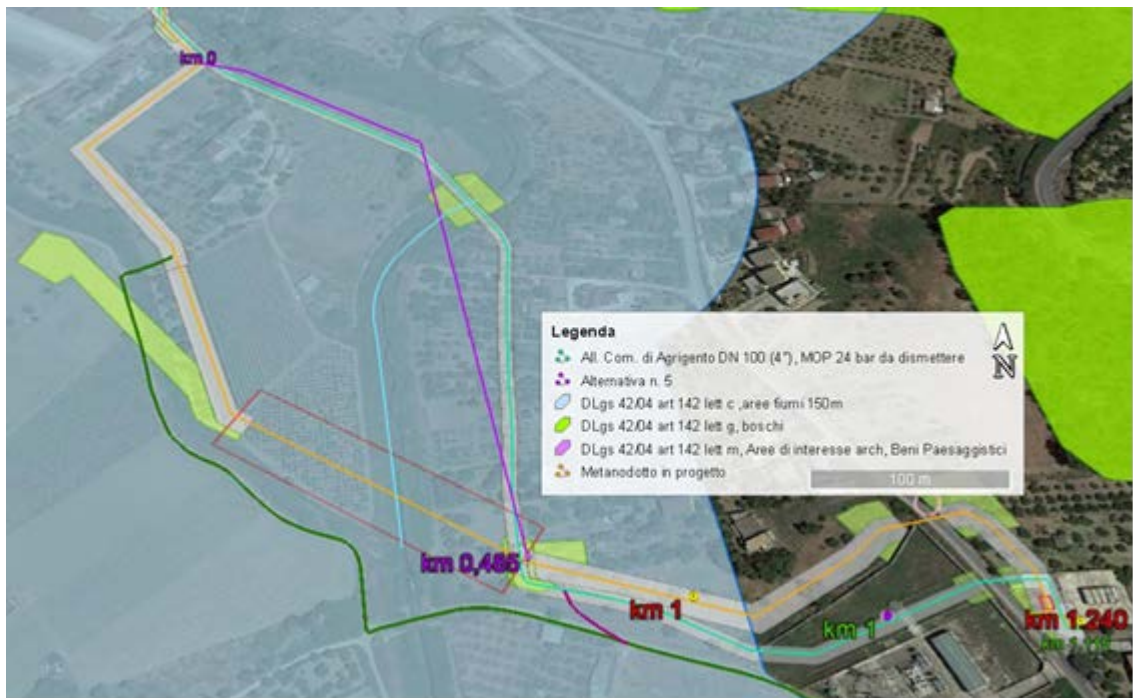 km 0
Legenda
All. Com. di Agrigento DN 100 (4"), MOP 24 bar da dismettere
Alternativa n. 5
DLgs 42/04 art 142 lett c ,aree fiumi 150m
DLgs 42/04 art 142 lett g, boschi
DLgs 42/04 art 142 lett m, Aree di interesse arch, Beni Paesaggistici
Metanodotto in progetto
100 m
N
km 0,485
km 1
km 1
km 1.240